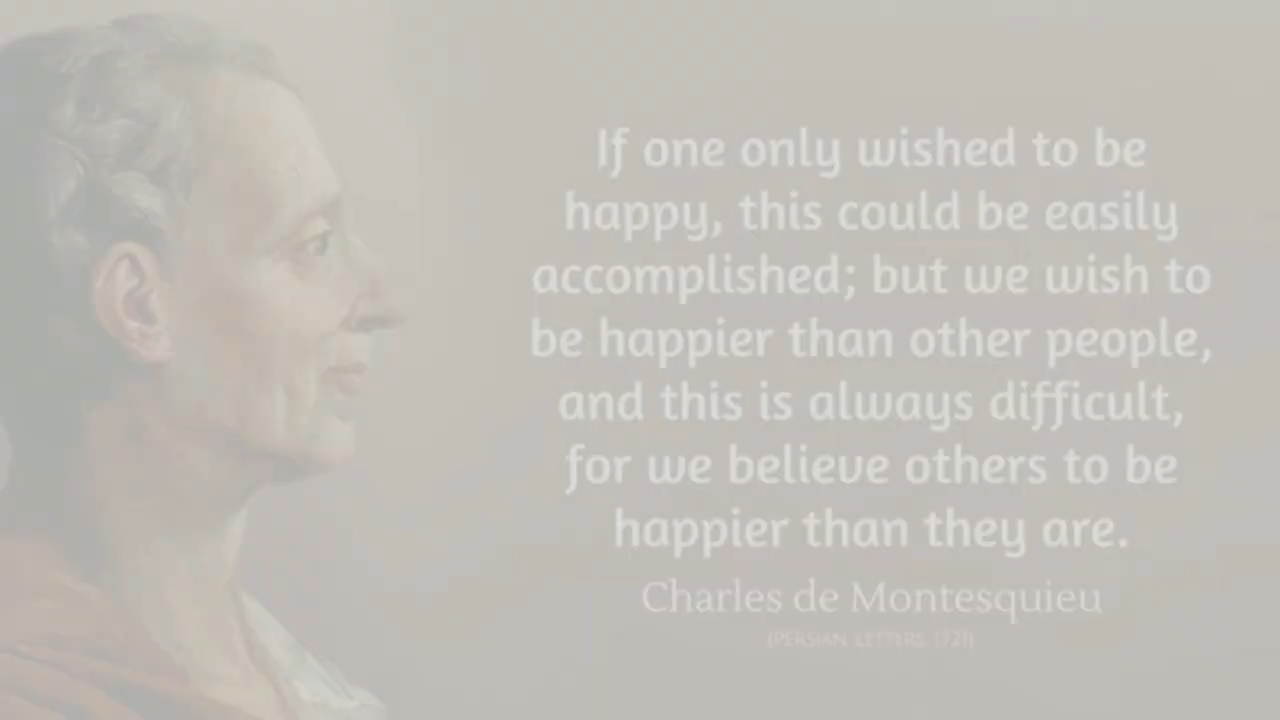 If one only wished to be
happy, this could be easily
accomplished; but we wish to
be happier than other people,
and this is always difficult,
for we believe others to be
happier than they are.
Charles de Montesquieu
(PERSIAN LETTERS, 1721)